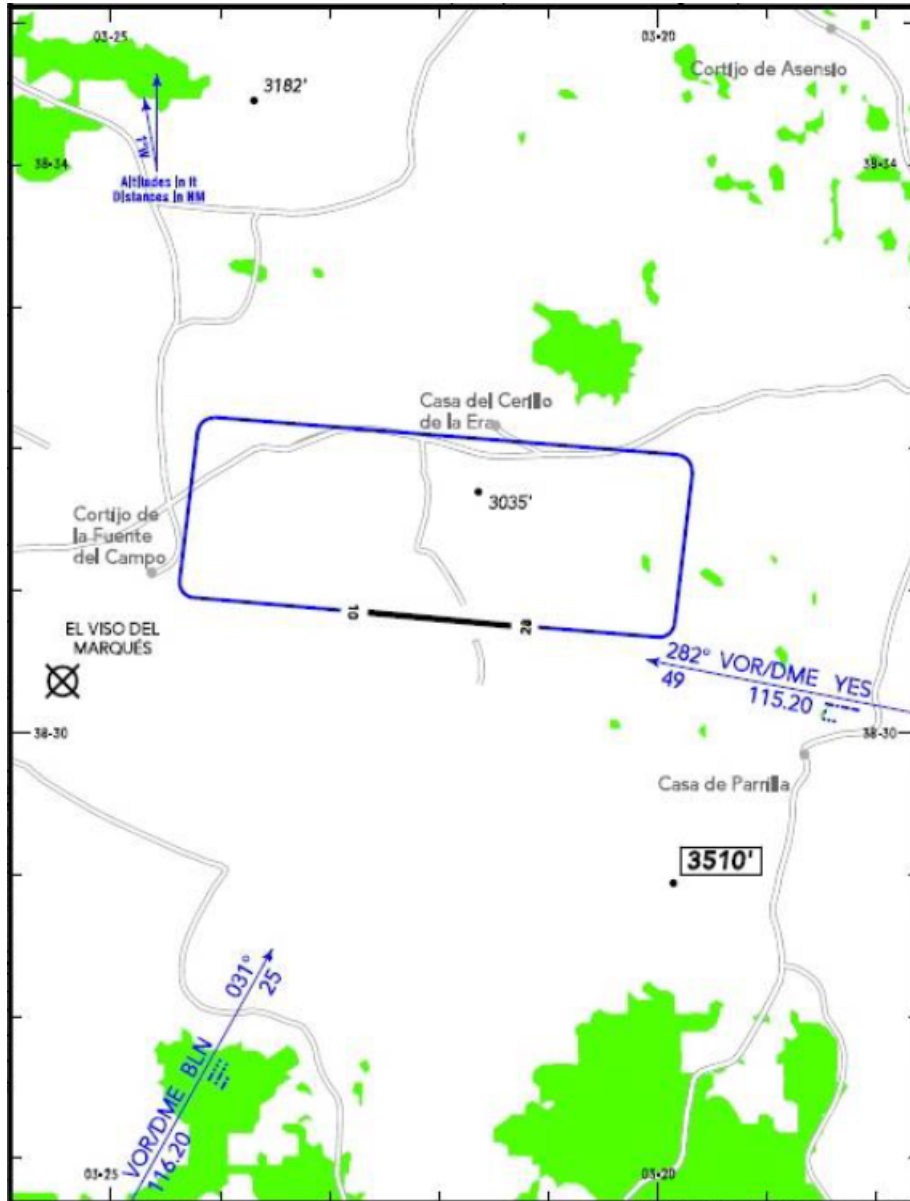 03-25
03-20
3182'
Cortijo de Asensio
1°W
38-34
38-34
Altitudes in ft
Distances in NM
Casa del Cerillo
de la Era
3035'
Cortijo de
la Fuente
del Campo
10
28
EL VISO DEL
MARQUÉS
282° VOR/DME YES
49
115.20
38-30
38-30
Casa de Parrilla
3510'
031°
25
VOR/DME BLN
116.20
03-25
03-20